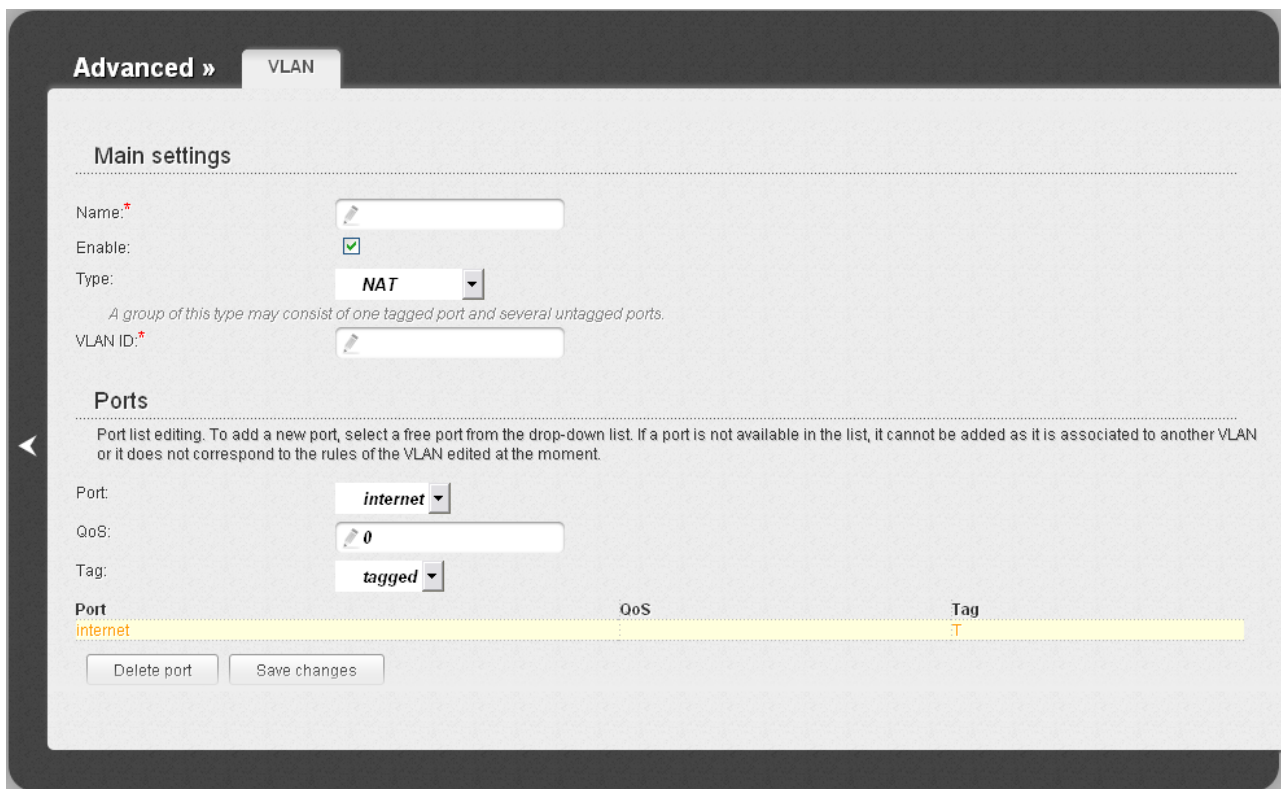 Advanced » VLAN
Main settings
Name:*
Enable:
Type: NAT
A group of this type may consist of one tagged port and several untagged ports.
VLAN ID:*
Ports
Port list editing. To add a new port, select a free port from the drop-down list. If a port is not available in the list, it cannot be added as it is associated to another VLAN
or it does not correspond to the rules of the VLAN edited at the moment.
Port: internet
QoS: 0
Tag: tagged
Port QoS Tag
internet T
Delete port Save changes